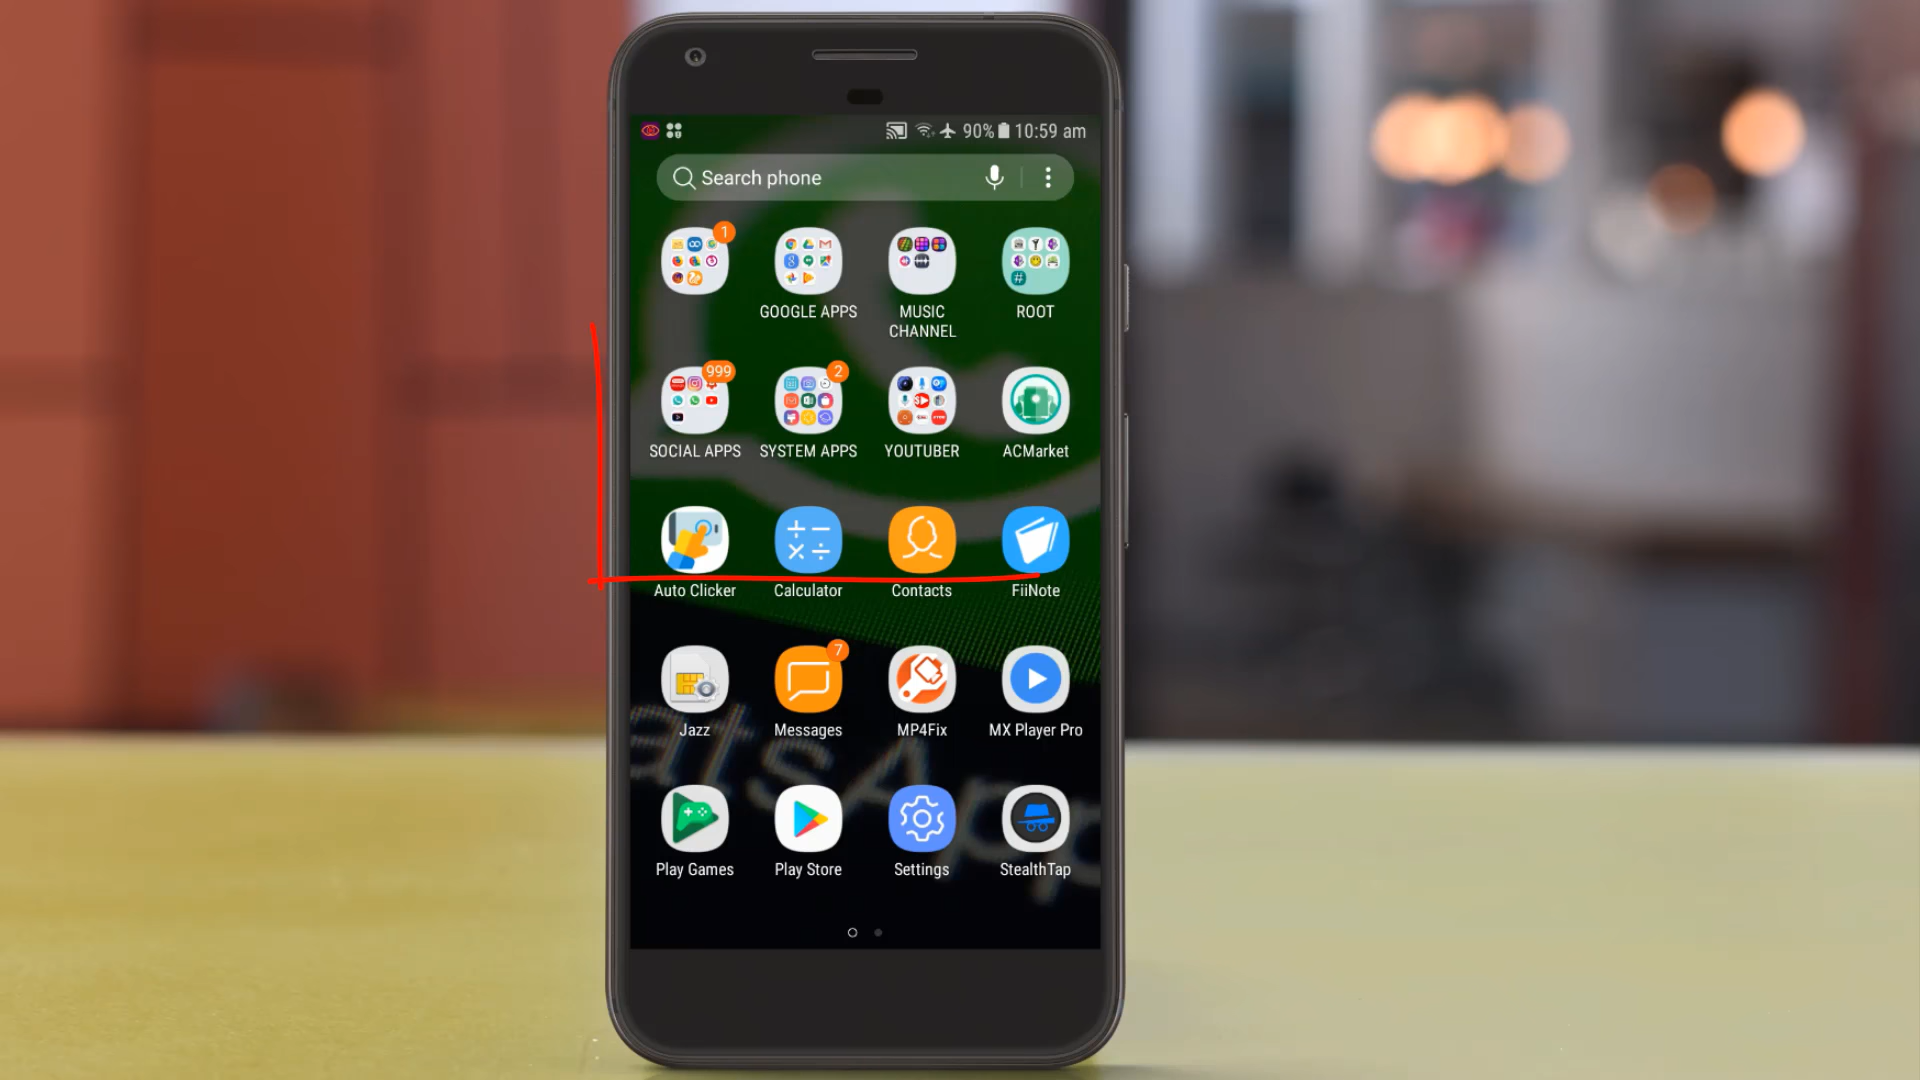 90% 10:59 am
Search phone
1
GOOGLE APPS
MUSIC
CHANNEL
ROOT
999
2
SOCIAL APPS
SYSTEM APPS
YOUTUBER
ACMarket
Auto Clicker
Calculator
Contacts
FiiNote
7
Jazz
Messages
MP4Fix
MX Player Pro
atsApp
Play Games
Play Store
Settings
StealthTap